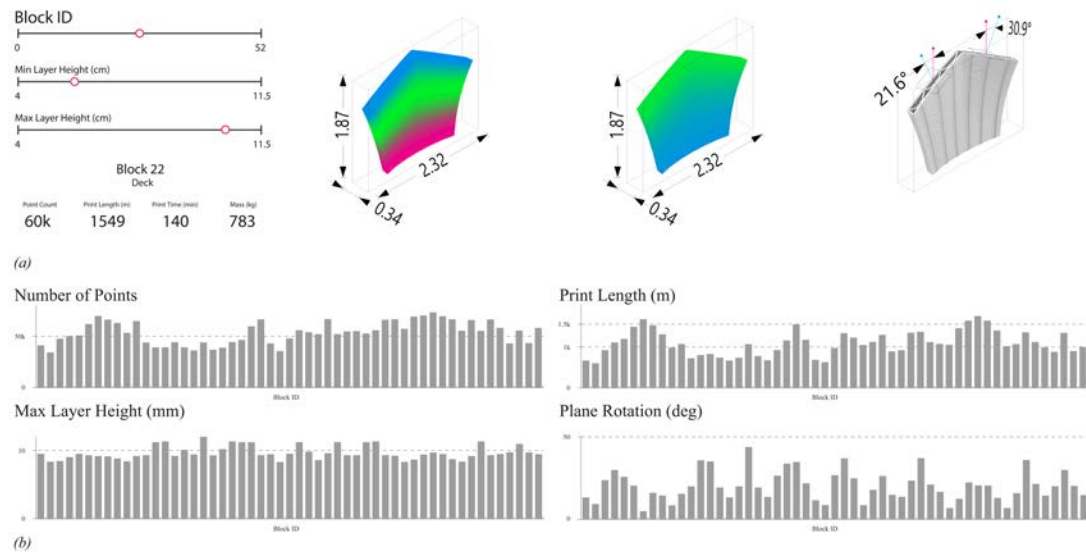 Block ID
0 52
Min Layer Height (cm)
4 11.5
Max Layer Height (cm)
4 11.5
Block 22
Deck
Point Count Print Length (m) Print Time (min) Mass (kg)
60k 1549 140 783
1.87
2.32
0.34
1.87
2.32
0.34
30.9°
21.6°
(a)
Number of Points
50k
0
Block ID
Print Length (m)
1.5k
1k
0
Block ID
Max Layer Height (mm)
10
0
Block ID
Plane Rotation (deg)
50
0
Block ID
(b)